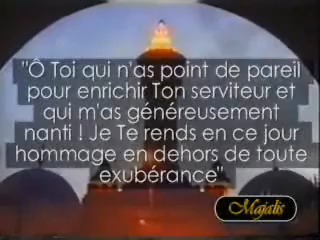 "Ô Toi qui n'as point de pareil
pour enrichir Ton serviteur et
qui m'as généreusement
nanti ! Je Te rends en ce jour
hommage en dehors de toute
exubérance"
Majalis